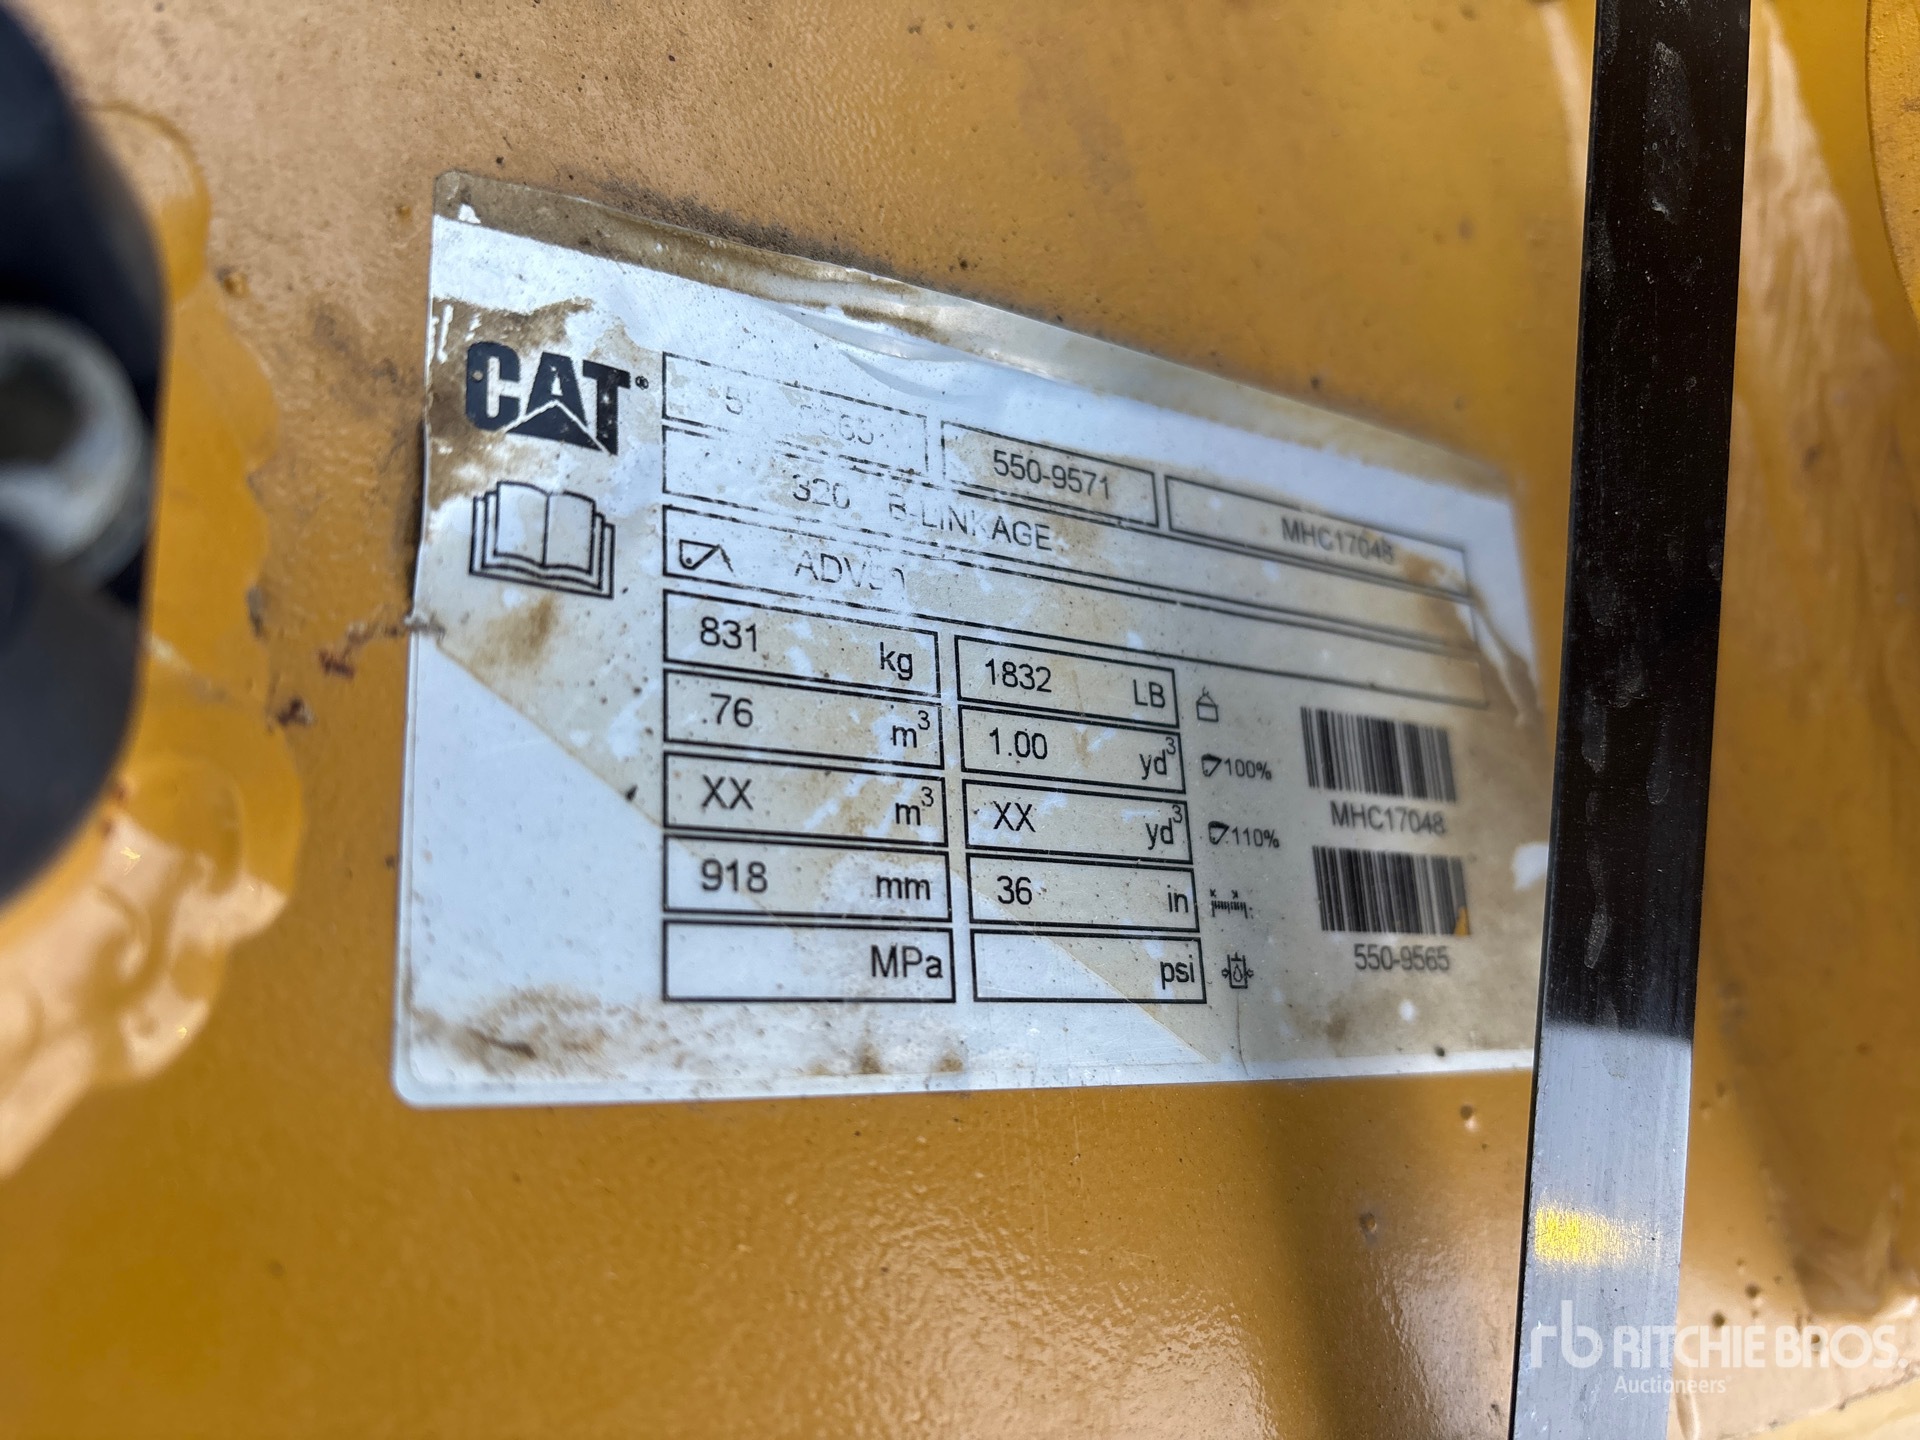 CAT®
550-9571
MHC17048
320 B-LINKAGE
831 kg 1832 LB
.76 m³ 1.00 yd³ 100%
XX m³ XX yd³ 110%
918 mm 36 in
MPa psi
MHC17048
550-9565
rb RITCHIE BROS.
Auctioneers